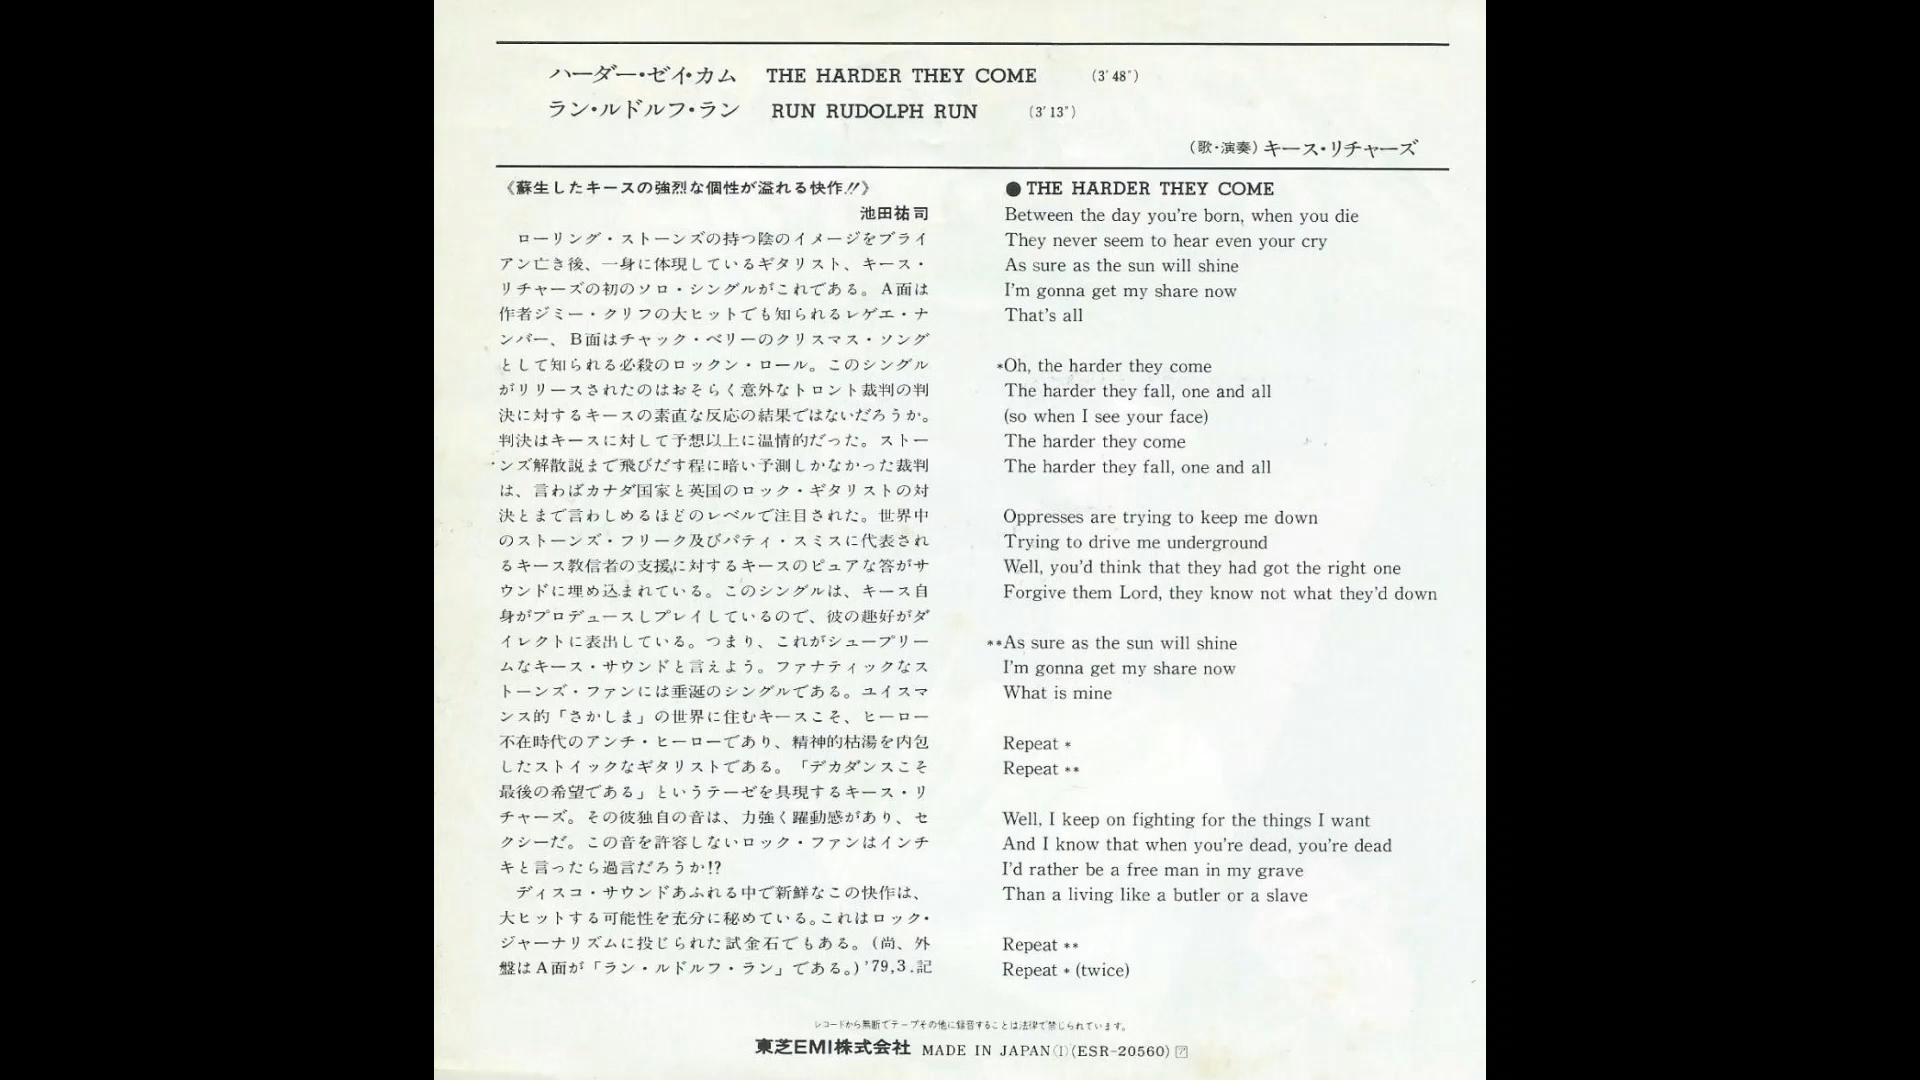 ハーダー・ゼイ・カム THE HARDER THEY COME (3'48")
ラン・ルドルフ・ラン RUN RUDOLPH RUN (3'13")
(歌・演奏) キース・リチャーズ
《蘇生したキースの強烈な個性が溢れる快作!!》
池田祐司
ローリング・ストーンズの持つ陰のイメージをブライ
アン亡き後、一身に体現しているギタリスト、キース・
リチャーズの初のソロ・シングルがこれである。A面は
作者ジミー・クリフの大ヒットでも知られるレゲエ・ナ
ンバー、B面はチャック・ベリーのクリスマス・ソング
として知られる必殺のロックン・ロール。このシングル
がリリースされたのはおそらく意外なトロント裁判の判
決に対するキースの素直な反応の結果ではないだろうか。
判決はキースに対して予想以上に温情的だった。ストー
ンズ解散説まで飛びだす程に暗い予測しかなかった裁判
は、言わばカナダ国家と英国のロック・ギタリストの対
決とまで言わしめるほどのレベルで注目された。世界中
のストーンズ・フリーク及びパティ・スミスに代表され
るキース教信者の支援に対するキースのピュアな答がサ
ウンドに埋め込まれている。このシングルは、キース自
身がプロデュースしプレイしているので、彼の趣好がダ
イレクトに表出している。つまり、これがシュープリー
ムなキース・サウンドと言えよう。ファナティックなス
トーンズ・ファンには垂涎のシングルである。ユイスマ
ンス的「さかしま」の世界に住むキースこそ、ヒーロー
不在時代のアンチ・ヒーローであり、精神的枯湯を内包
したストイックなギタリストである。「デカダンスこそ
最後の希望である」というテーゼを具現するキース・リ
チャーズ。その彼独自の音は、力強く躍動感があり、セ
クシーだ。この音を許容しないロック・ファンはインチ
キと言ったら過言だろうか!?
ディスコ・サウンドあふれる中で新鮮なこの快作は、
大ヒットする可能性を充分に秘めている。これはロック・
ジャーナリズムに投じられた試金石でもある。(尚、外
盤はA面が「ラン・ルドルフ・ラン」である。)'79,3.記
●THE HARDER THEY COME
Between the day you're born, when you die
They never seem to hear even your cry
As sure as the sun will shine
I'm gonna get my share now
That's all
*Oh, the harder they come
The harder they fall, one and all
(so when I see your face)
The harder they come
The harder they fall, one and all
Oppresses are trying to keep me down
Trying to drive me underground
Well, you'd think that they had got the right one
Forgive them Lord, they know not what they'd down
**As sure as the sun will shine
I'm gonna get my share now
What is mine
Repeat *
Repeat **
Well, I keep on fighting for the things I want
And I know that when you're dead, you're dead
I'd rather be a free man in my grave
Than a living like a butler or a slave
Repeat **
Repeat * (twice)
レコードから無断でテープその他に録音することは法律で禁じられています。
東芝EMI株式会社 MADE IN JAPAN(1)(ESR-20560) ア